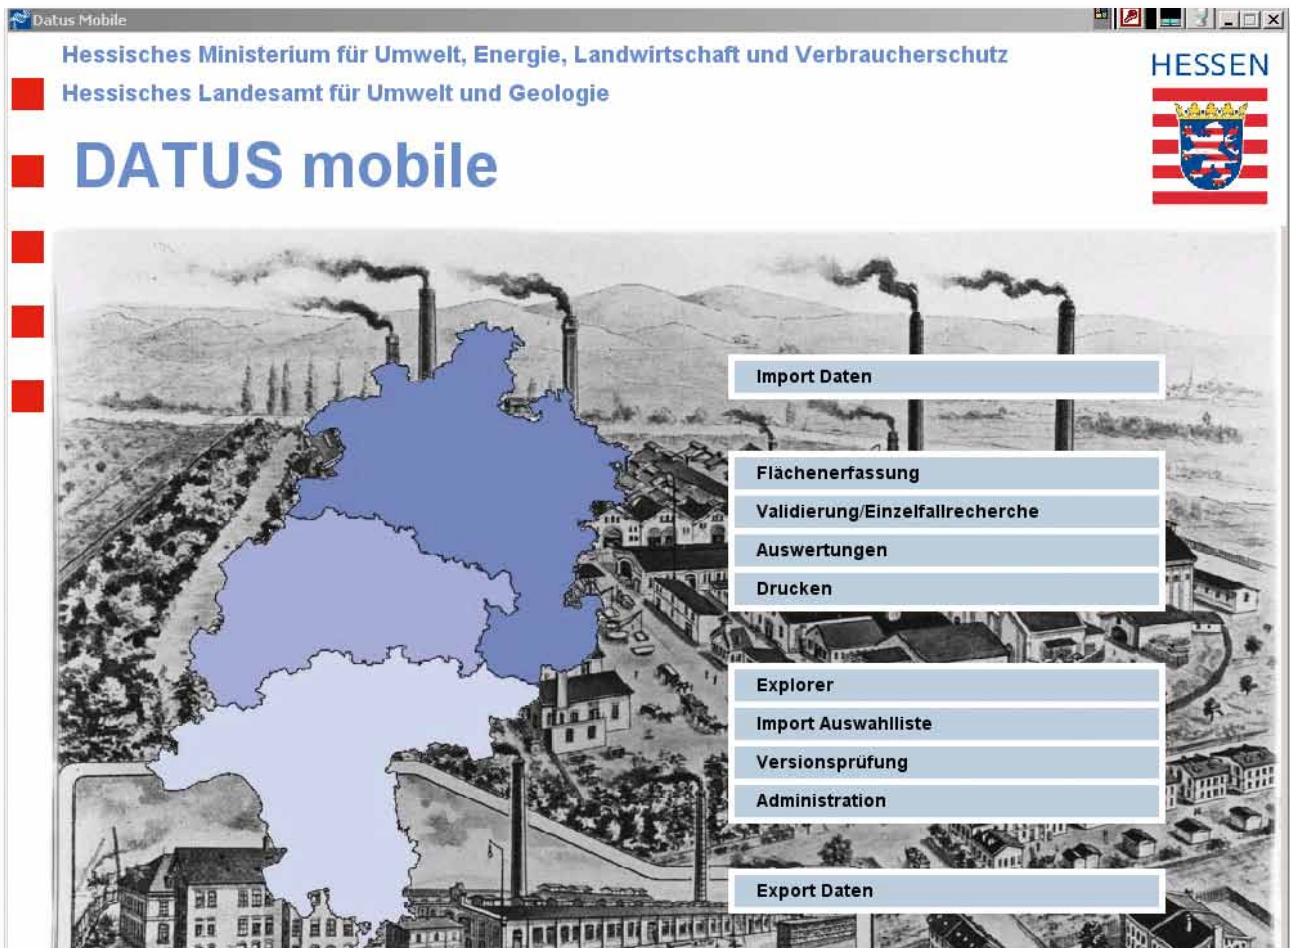 Datus Mobile
Hessisches Ministerium für Umwelt, Energie, Landwirtschaft und Verbraucherschutz
Hessisches Landesamt für Umwelt und Geologie
HESSEN
DATUS mobile
Import Daten
Flächenerfassung
Validierung/Einzelfallrecherche
Auswertungen
Drucken
Explorer
Import Auswahlliste
Versionsprüfung
Administration
Export Daten